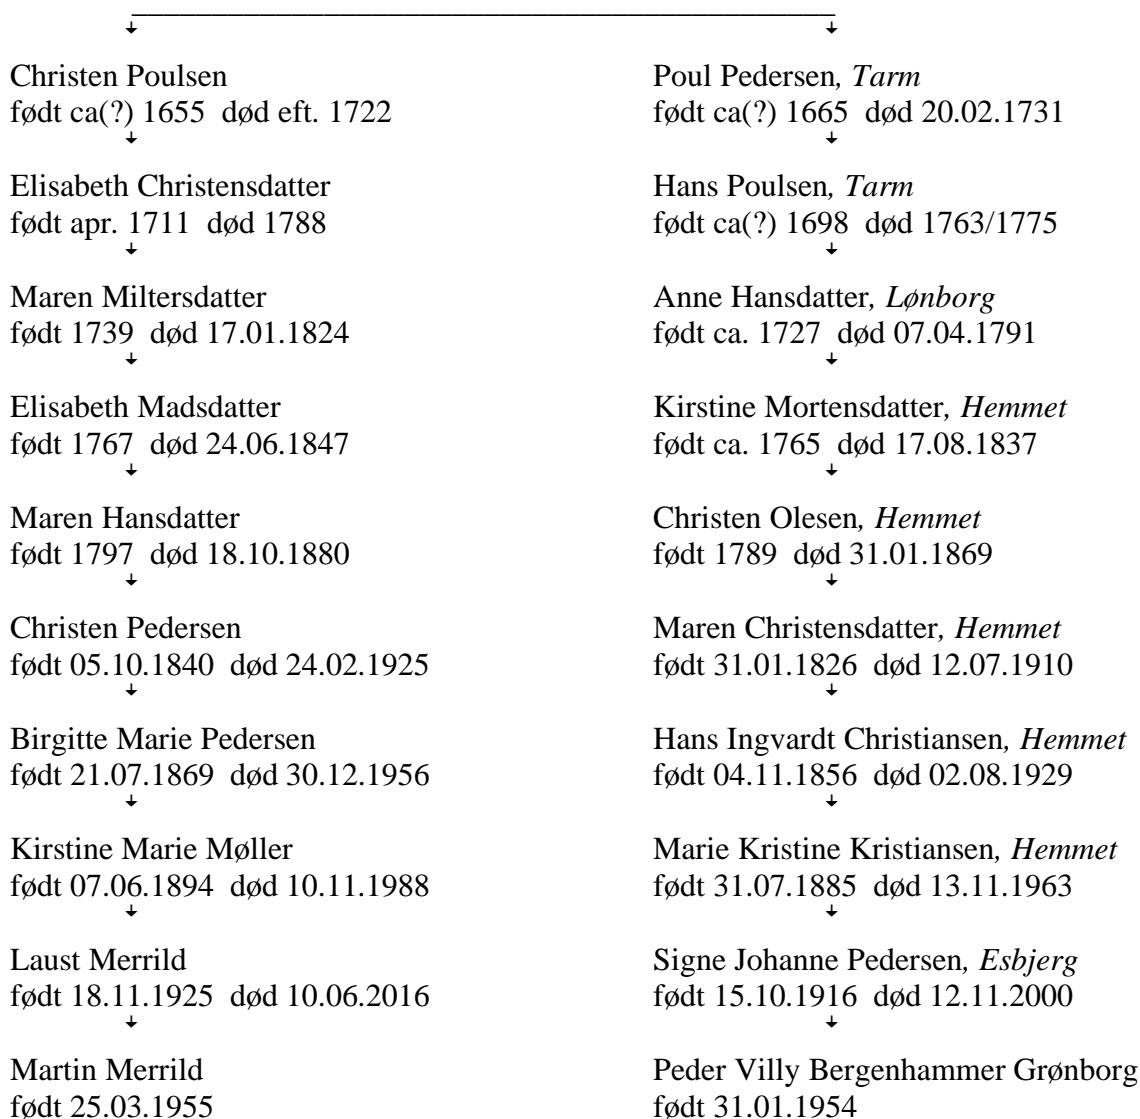 Christen Poulsen
født ca(?) 1655 død eft. 1722
Elisabeth Christensdatter
født apr. 1711 død 1788
Maren Miltersdatter
født 1739 død 17.01.1824
Elisabeth Madsdatter
født 1767 død 24.06.1847
Maren Hansdatter
født 1797 død 18.10.1880
Christen Pedersen
født 05.10.1840 død 24.02.1925
Birgitte Marie Pedersen
født 21.07.1869 død 30.12.1956
Kirstine Marie Møller
født 07.06.1894 død 10.11.1988
Laust Merrild
født 18.11.1925 død 10.06.2016
Martin Merrild
født 25.03.1955
Poul Pedersen, Tarm
født ca(?) 1665 død 20.02.1731
Hans Poulsen, Tarm
født ca(?) 1698 død 1763/1775
Anne Hansdatter, Lønborg
født ca. 1727 død 07.04.1791
Kirstine Mortensdatter, Hemmet
født ca. 1765 død 17.08.1837
Christen Olesen, Hemmet
født 1789 død 31.01.1869
Maren Christensdatter, Hemmet
født 31.01.1826 død 12.07.1910
Hans Ingvardt Christiansen, Hemmet
født 04.11.1856 død 02.08.1929
Marie Kristine Kristiansen, Hemmet
født 31.07.1885 død 13.11.1963
Signe Johanne Pedersen, Esbjerg
født 15.10.1916 død 12.11.2000
Peder Villy Bergenhammer Grønborg
født 31.01.1954